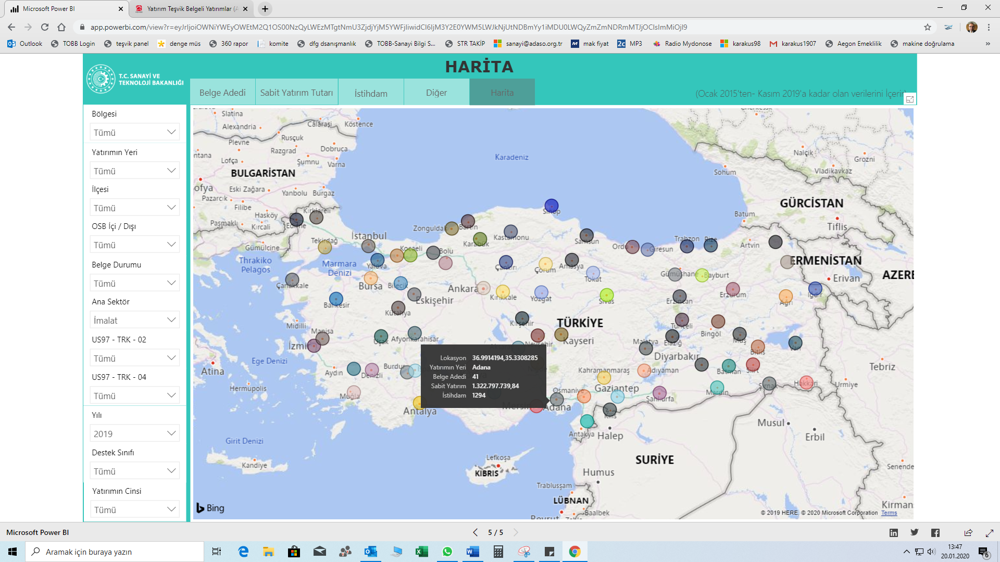 Microsoft Power BI
Yatırım Teşvik Belgeli Yatırımlar (A
app.powerbi.com/view?r=eyJrIjoiOWNiYWEyOWEtM2Q1OS00NzQyLWEzMTgtNmU3ZjdjYjM5YWFjIiwidCI6IjM3Y2E0YWM5LWJkNjUtNDBmYy1iMDU0LWQyZmZmNDRmMTJjOCIsImMiOjl9
Outlook
TOBB Login
teşvik panel
denge müs
360 rapor
komite
dfg dsanışmanlık
TOBB-Sanayi Bilgi S...
STR TAKİP
sanayi@adaso.org.tr
mak fiyat
MP3
Radio Mydonose
karakus98
karakus1907
Aegon Emeklilik
makine doğrulama
»
HARİTA
T.C. SANAYİ VE
TEKNOLOJİ BAKANLIĞI
Belge Adedi
Sabit Yatırım Tutarı
İstihdam
Diğer
Harita
(Ocak 2015'ten- Kasım 2019'a kadar olan verilerini İçerir)
Bölgesi
Tümü
Yatırımın Yeri
Tümü
İlçesi
Tümü
OSB İçi / Dışı
Tümü
Belge Durumu
Tümü
Ana Sektör
İmalat
US97 - TRK - 02
Tümü
US97 - TRK - 04
Tümü
Yılı
2019
Destek Sınıfı
Tümü
Yatırımın Cinsi
Tümü
Slatina
Alexandria
Călărași
Köstence
Plevne
Rusçuk
Razgrad
Dobruca
ntana
Lofça
Şumnu
Varna
BULGARİSTAN
ofya
Eski Zağara
Yanbolu
Burgaz
Pazarcık
Filibe
Hasköy
Paşmaklı
Kırcali
Kırklareli
Edirne
Gümülcine
Tekirdağ
İstanbul
Thrakiko
Pelagos
Marmara
Denizi
Yalova
Kocaeli
Bolu
Zonguldak
Bartın
Karabük
Kastamonu
Sinop
Samsun
Ordu
Giresun
Trabzon
Rize
Artvin
Batum
Karadeniz
Sohum
Nalçik
Grozni
Vladikavkaz
GÜRCİSTAN
Tiflis
ERMENİSTAN
Erivan
AZERE
Çanakkale
Bursa
Bilecik
Eskişehir
Ankara
Kırıkkale
Çankırı
Çorum
Amasya
Tokat
Yozgat
Sivas
Gümüşhane
Bayburt
Erzincan
Erzurum
Ağrı
Iğdır
Balıkesir
Kütahya
Kırşehir
TÜRKİYE
Tunceli
Bingöl
Midilli
Manisa
İzmir
Uşak
Afyonkarahisar
Nevşehir
Kayseri
Malatya
Elazığ
Muş
Bitlis
Van
Ege Denizi
Atina
Aydın
Denizli
Burdur
Diyarbakır
Batman
Siirt
Kahramanmaraş
Adıyaman
Hermupolis
Muğla
Antalya
Mersin
Adana
Osmaniye
Gaziantep
Şanlıurfa
Mardin
Şırnak
Hakkari
Urmiye
Tebriz
Kilis
Antakya
Halep
Musul
Erbil
Girit Denizi
Kandiye
Lefkoşa
KIBRIS
SURİYE
Humus
Trablusşam
LÜBNAN
Baalbek
Beyrut
Senende
Kirman
Lokasyon 36.9914194,35.3308285
Yatırımın Yeri Adana
Belge Adedi 41
Sabit Yatırım 1.322.797.739,84
İstihdam 1294
Bing
© 2019 HERE, © 2020 Microsoft Corporation Terms
Microsoft Power BI
5 / 5
Aramak için buraya yazın
13:47
20.01.2020
6